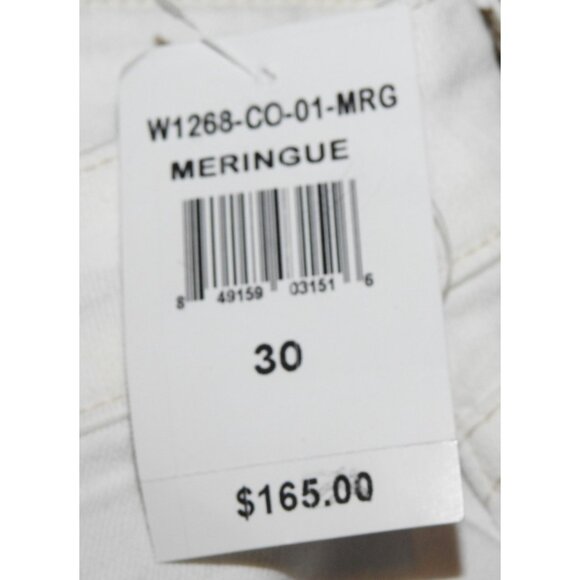 W1268-CO-01-MRG
MERINGUE
8 49159 03151 6
30
$165.00